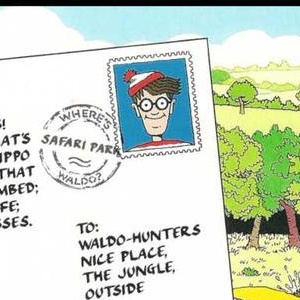 S!
AT'S
IPPO
THAT
MBED;
FE;
SSES.
WHERE'S
SAFARI PARK
WALDO?
TO:
WALDO-HUNTERS
NICE PLACE,
THE JUNGLE,
OUTSIDE